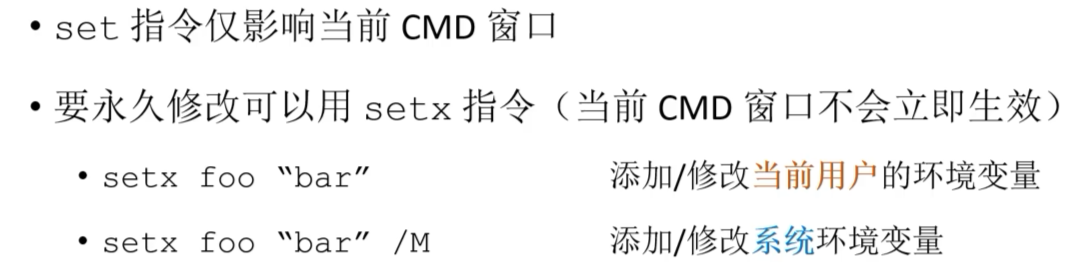 • set 指令仅影响当前 CMD 窗口
• 要永久修改可以用 setx 指令（当前 CMD 窗口不会立即生效）
• setx foo “bar” 添加/修改当前用户的环境变量
• setx foo “bar” /M 添加/修改系统环境变量